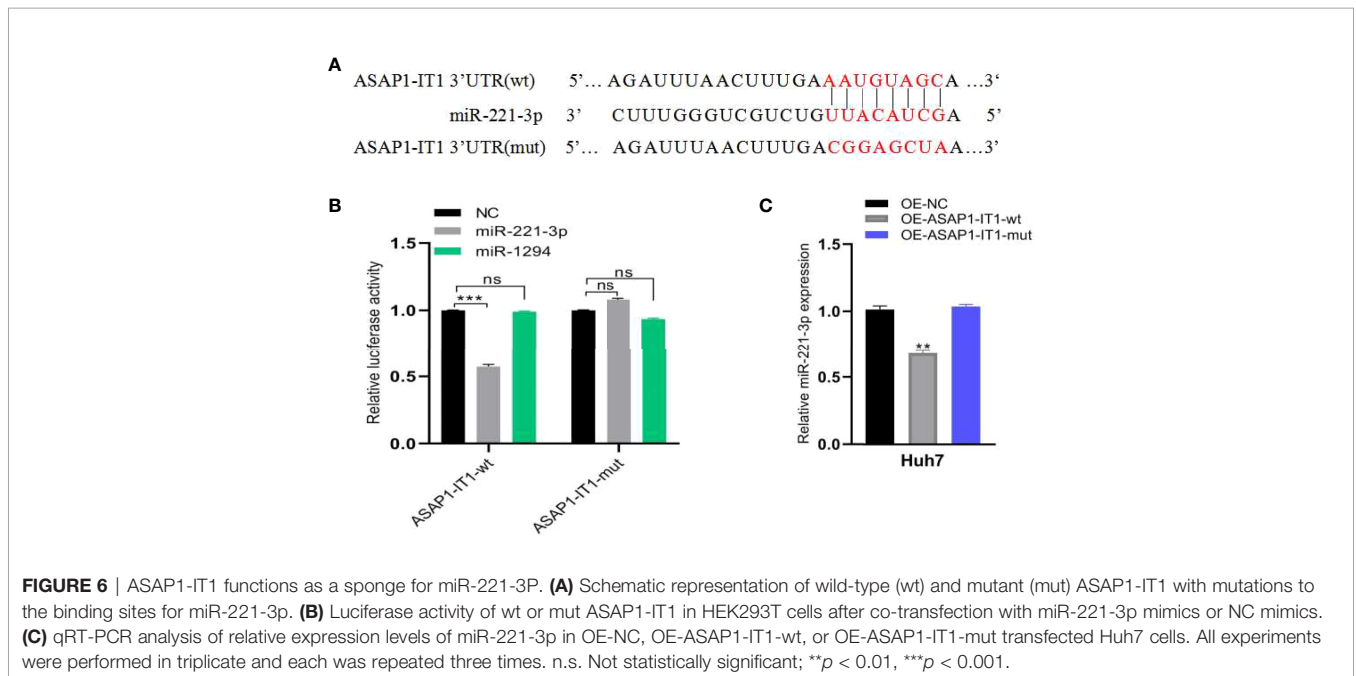 A
ASAP1-IT1 3'UTR(wt) 5'... AGAUUUAACUUUGAAAUGUAGCA ...3'
miR-221-3p 3' CUUUGGGUCGUCUGUUACAUCGA 5'
ASAP1-IT1 3'UTR(mut) 5'... AGAUUUAACUUUGACGGAGCUAA...3'
B
NC
miR-221-3p
miR-1294
Relative luciferase activity
1.5
1.0
0.5
0.0
ns
***
ns
ns
ASAP1-IT1-wt
ASAP1-IT1-mut
C
OE-NC
OE-ASAP1-IT1-wt
OE-ASAP1-IT1-mut
Relative miR-221-3p expression
1.5
1.0
0.5
0.0
**
Huh7
FIGURE 6 | ASAP1-IT1 functions as a sponge for miR-221-3P. (A) Schematic representation of wild-type (wt) and mutant (mut) ASAP1-IT1 with mutations to
the binding sites for miR-221-3p. (B) Luciferase activity of wt or mut ASAP1-IT1 in HEK293T cells after co-transfection with miR-221-3p mimics or NC mimics.
(C) qRT-PCR analysis of relative expression levels of miR-221-3p in OE-NC, OE-ASAP1-IT1-wt, or OE-ASAP1-IT1-mut transfected Huh7 cells. All experiments
were performed in triplicate and each was repeated three times. n.s. Not statistically significant; **p < 0.01, ***p < 0.001.